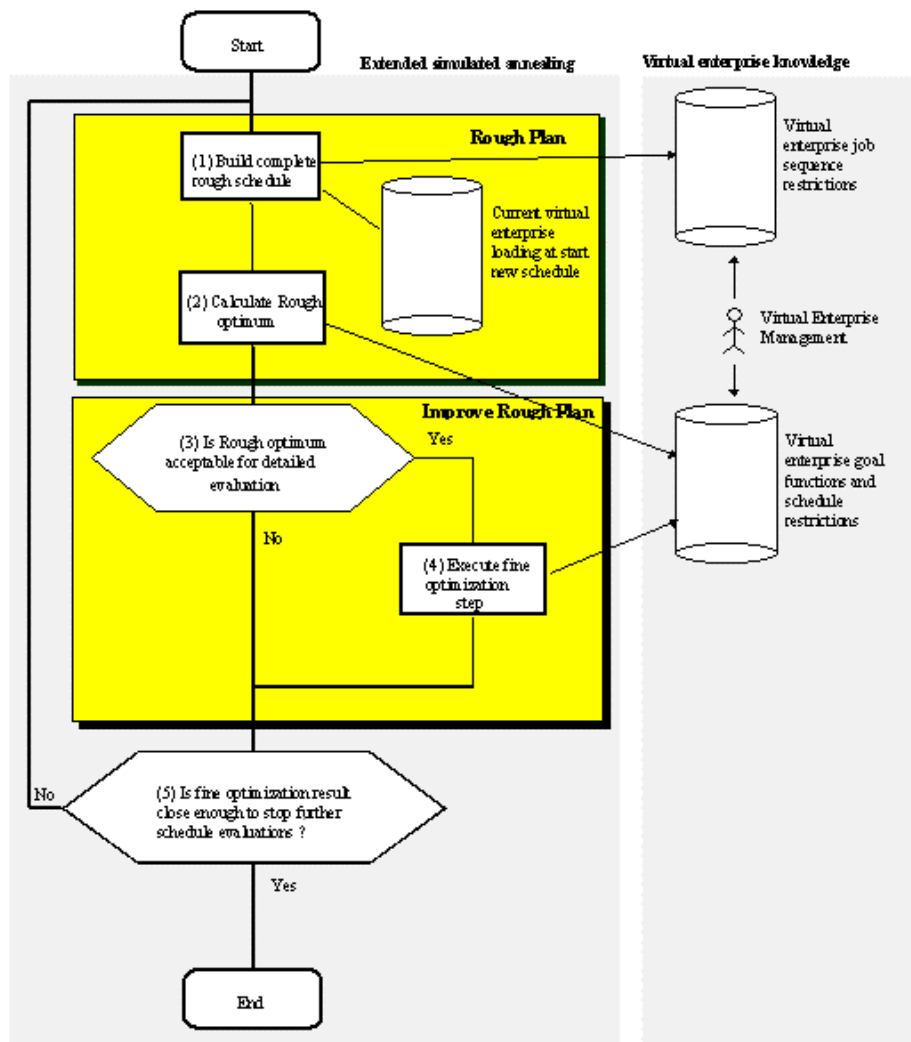 Start
Extended simulated annealing
Virtual enterprise knowledge
Rough Plan
(1) Build complete
rough schedule
Current virtual
enterprise
loading at start
new schedule
Virtual
enterprise job
sequence
restrictions
(2) Calculate Rough
optimum
Virtual Enterprise
Management
Improve Rough Plan
(3) Is Rough optimum
acceptable for detailed
evaluation
Yes
No
(4) Execute fine
optimization
step
Virtual
enterprise goal
functions and
schedule
restrictions
(5) Is fine optimization result
close enough to stop further
schedule evaluations ?
No
Yes
End